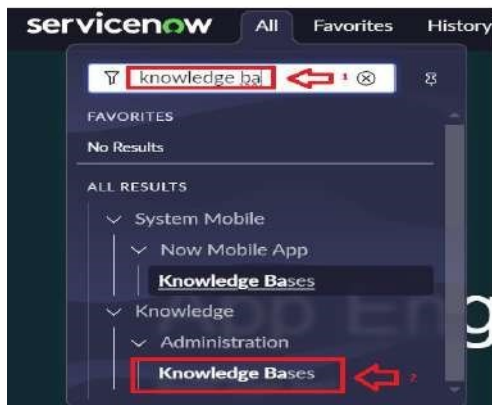 servicenow All Favorites History
knowledge ba 1
FAVORITES
No Results
ALL RESULTS
System Mobile
Now Mobile App
Knowledge Bases
Knowledge
Administration
Knowledge Bases 2